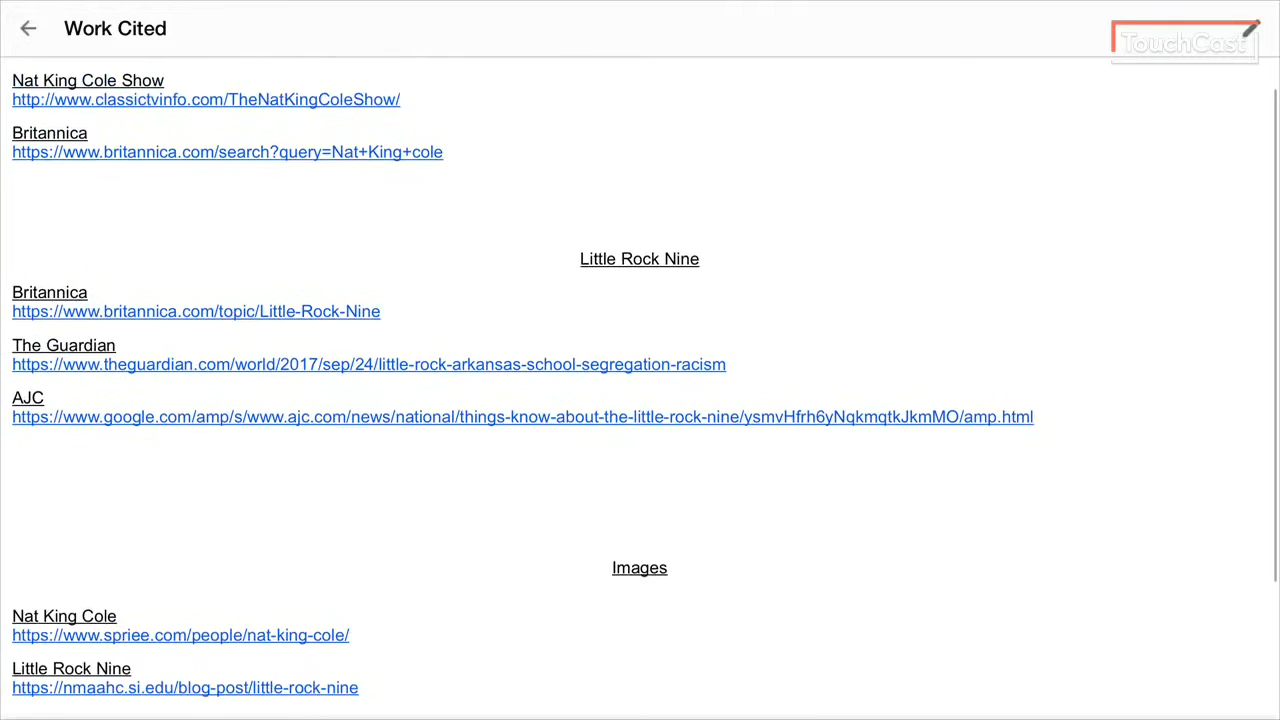 Work Cited
TouchCast
Nat King Cole Show
http://www.classictvinfo.com/TheNatKingColeShow/
Britannica
https://www.britannica.com/search?query=Nat+King+cole
Little Rock Nine
Britannica
https://www.britannica.com/topic/Little-Rock-Nine
The Guardian
https://www.theguardian.com/world/2017/sep/24/little-rock-arkansas-school-segregation-racism
AJC
https://www.google.com/amp/s/www.ajc.com/news/national/things-know-about-the-little-rock-nine/ysmvHfrh6yNqkmqtkJkmMO/amp.html
Images
Nat King Cole
https://www.spriee.com/people/nat-king-cole/
Little Rock Nine
https://nmaahc.si.edu/blog-post/little-rock-nine